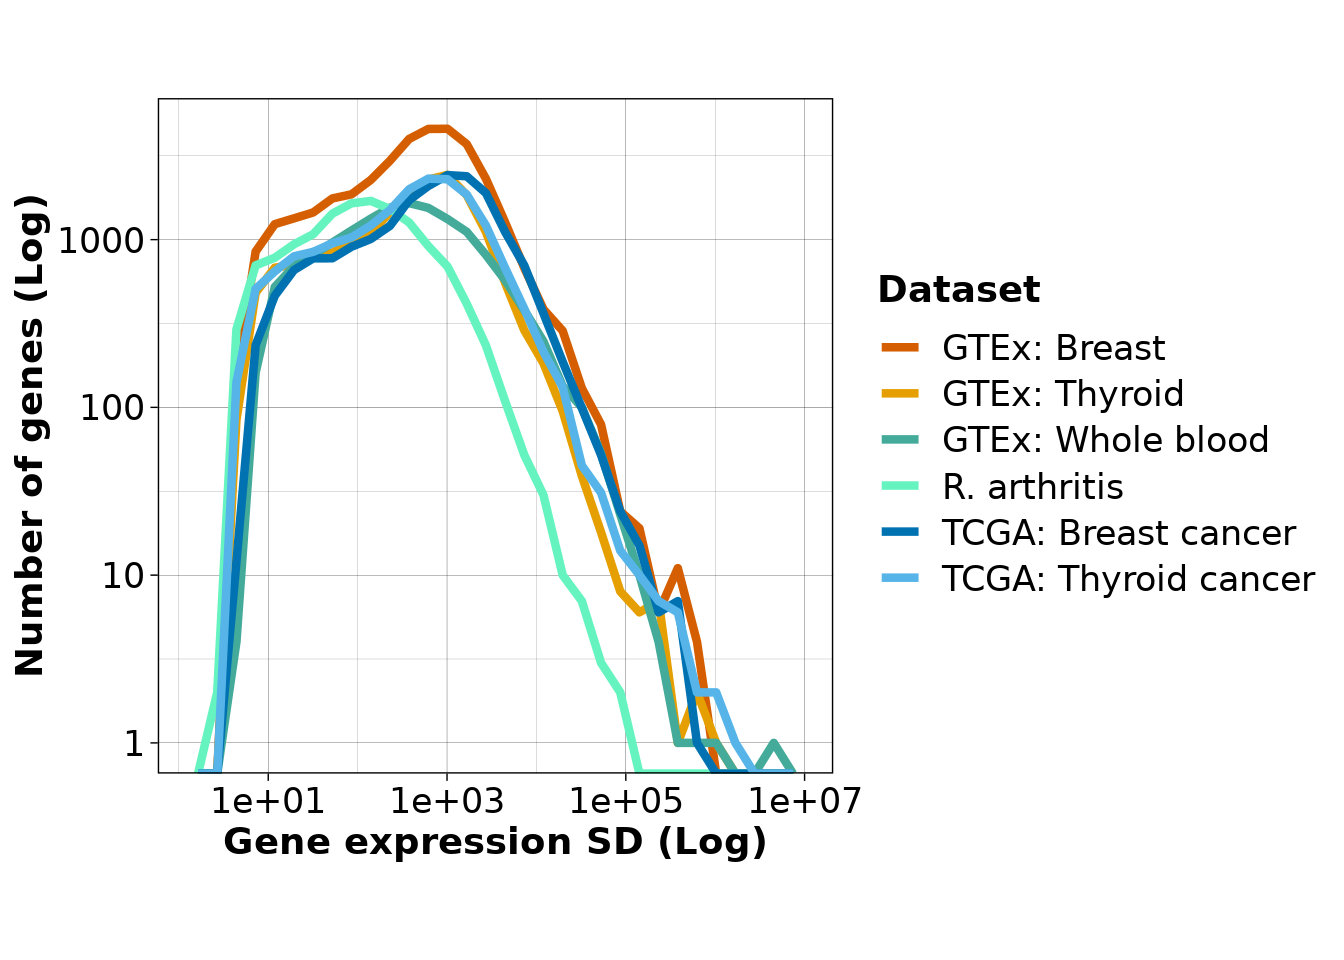 Number of genes (Log)
1000
100
10
1
1e+01 1e+03 1e+05 1e+07
Gene expression SD (Log)
Dataset
GTEx: Breast
GTEx: Thyroid
GTEx: Whole blood
R. arthritis
TCGA: Breast cancer
TCGA: Thyroid cancer